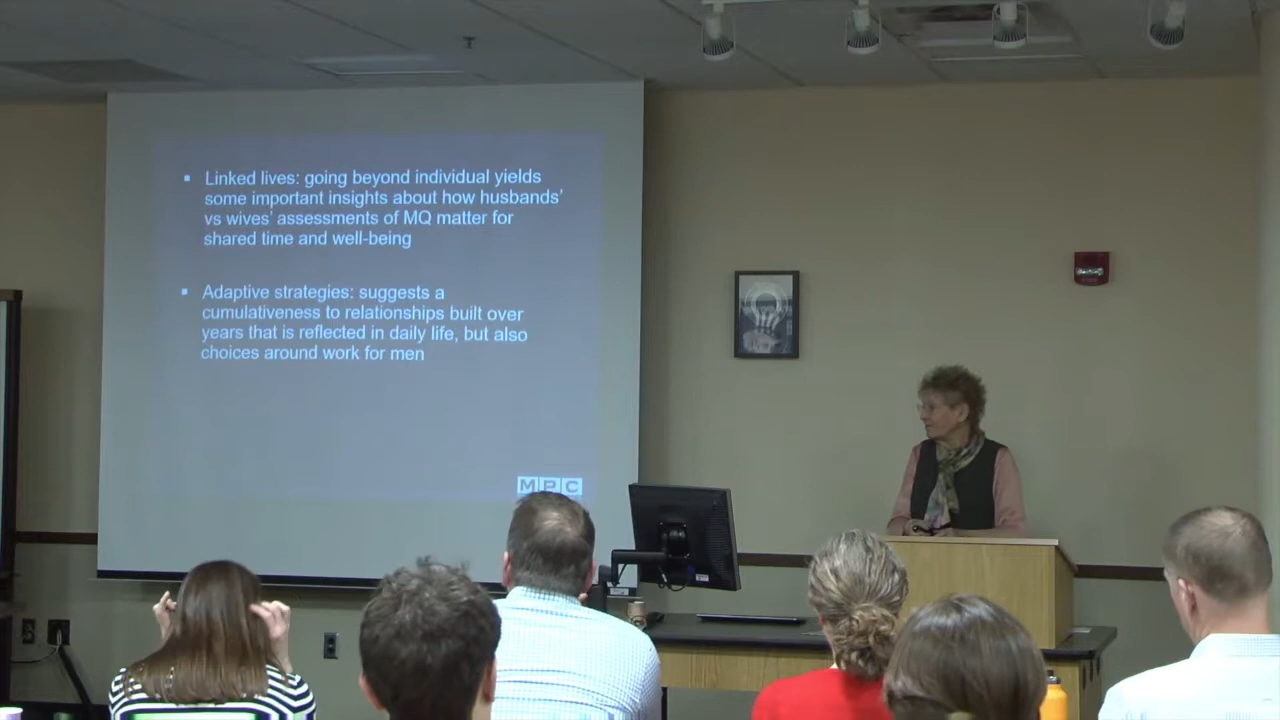 ▪ Linked lives: going beyond individual yields
some important insights about how husbands'
vs wives' assessments of MQ matter for
shared time and well-being
▪ Adaptive strategies: suggests a
cumulativeness to relationships built over
years that is reflected in daily life, but also
choices around work for men
MPC